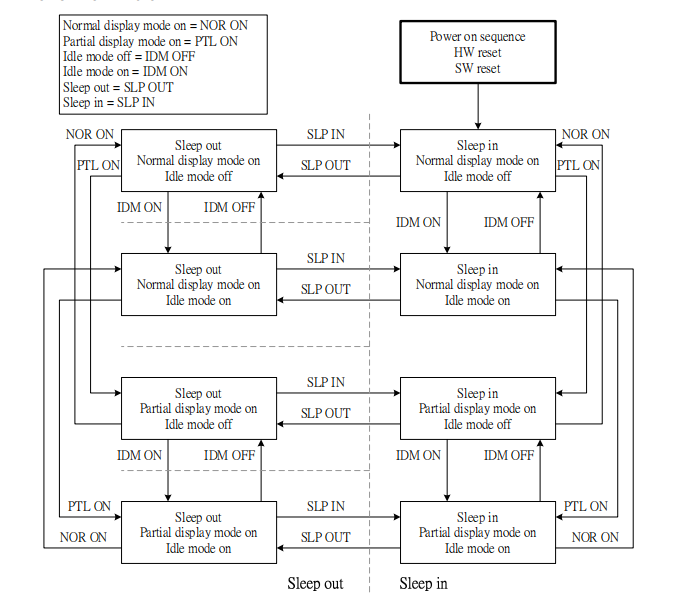 Normal display mode on = NOR ON
Partial display mode on = PTL ON
Idle mode off = IDM OFF
Idle mode on = IDM ON
Sleep out = SLP OUT
Sleep in = SLP IN
Power on sequence
HW reset
SW reset
NOR ON
PTL ON
Sleep out
Normal display mode on
Idle mode off
SLP IN
SLP OUT
Sleep in
Normal display mode on
Idle mode off
NOR ON
PTL ON
IDM ON
IDM OFF
IDM ON
IDM OFF
Sleep out
Normal display mode on
Idle mode on
SLP IN
SLP OUT
Sleep in
Normal display mode on
Idle mode on
Sleep out
Partial display mode on
Idle mode off
SLP IN
SLP OUT
Sleep in
Partial display mode on
Idle mode off
IDM ON
IDM OFF
IDM ON
IDM OFF
PTL ON
NOR ON
Sleep out
Partial display mode on
Idle mode on
SLP IN
SLP OUT
Sleep in
Partial display mode on
Idle mode on
PTL ON
NOR ON
Sleep out
Sleep in